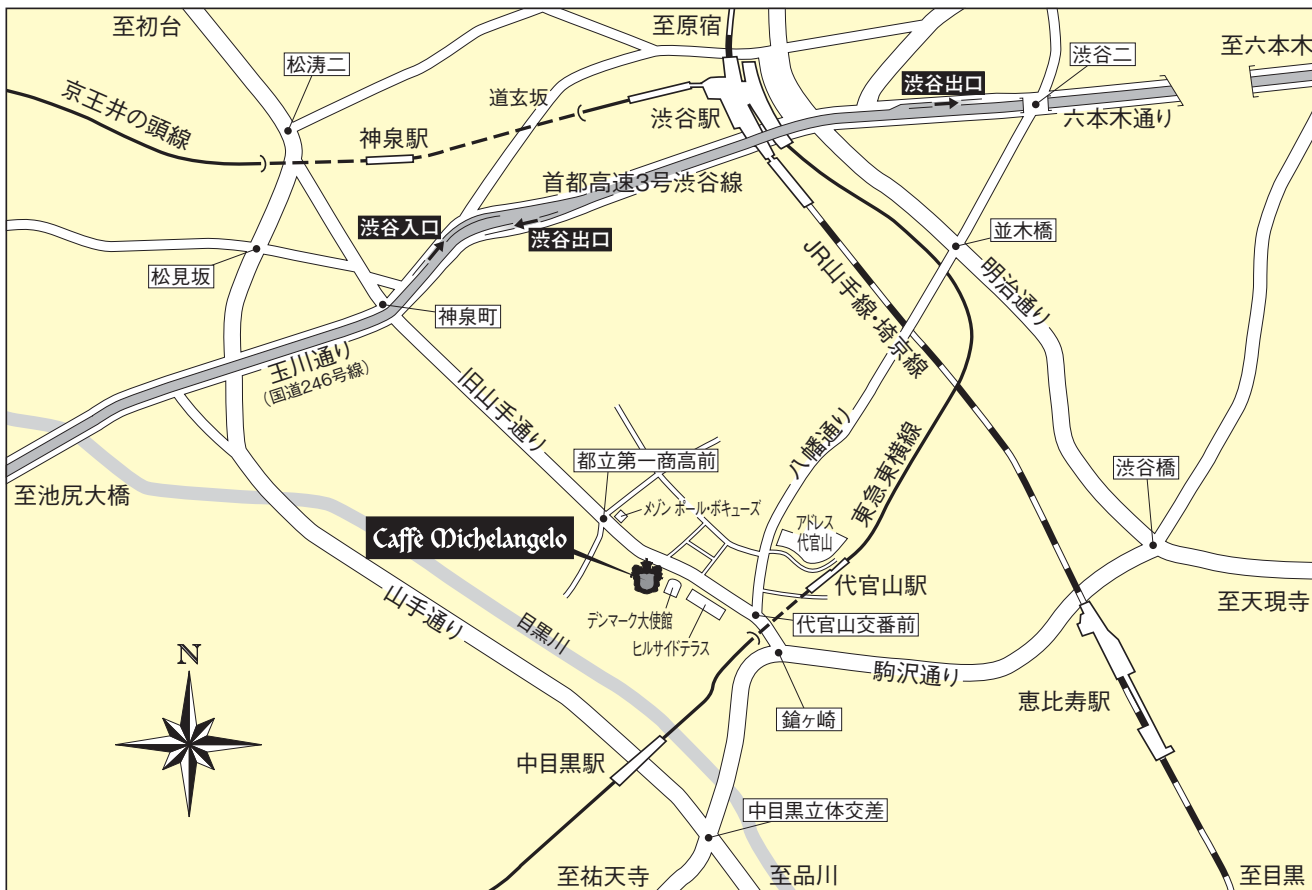 至初台
至原宿
渋谷二
至六本木
松涛二
渋谷出口
京王井の頭線
道玄坂
渋谷駅
六本木通り
神泉駅
首都高速3号渋谷線
渋谷入口
渋谷出口
並木橋
松見坂
JR山手線・埼京線
明治通り
神泉町
玉川通り
(国道246号線)
旧山手通り
八幡通り
東急東横線
都立第一商高前
渋谷橋
至池尻大橋
メゾン ポール・ボキューズ
アドレス
代官山
Caffè Michelangelo
代官山駅
山手通り
目黒川
デンマーク大使館
ヒルサイドテラス
代官山交番前
至天現寺
N
駒沢通り
恵比寿駅
鎗ヶ崎
中目黒駅
中目黒立体交差
至祐天寺
至品川
至目黒